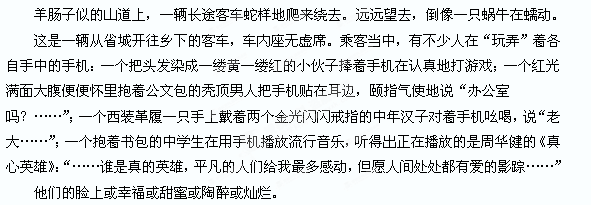 羊肠子似的山道上，一辆长途客车蛇样地爬来绕去。远远望去，倒像一只蜗牛在蠕动。
这是一辆从省城开往乡下的客车，车内座无虚席。乘客当中，有不少人在“玩弄”着各
自手中的手机：一个把头发染成一缕黄一缕红的小伙子捧着手机在认真地打游戏；一个红光
满面大腹便便怀里抱着公文包的秃顶男人把手机贴在耳边，颐指气使地说“办公室
吗？……”；一个西装革履一只手上戴着两个金光闪闪戒指的中年汉子对着手机吆喝，说“老
大……”；一个抱着书包的中学生在用手机播放流行音乐，听得出正在播放的是周华健的《真
心英雄》：“……谁是真的英雄，平凡的人们给我最多感动，但愿人间处处都有爱的影踪……”
他们的脸上或幸福或甜蜜或陶醉或灿烂。